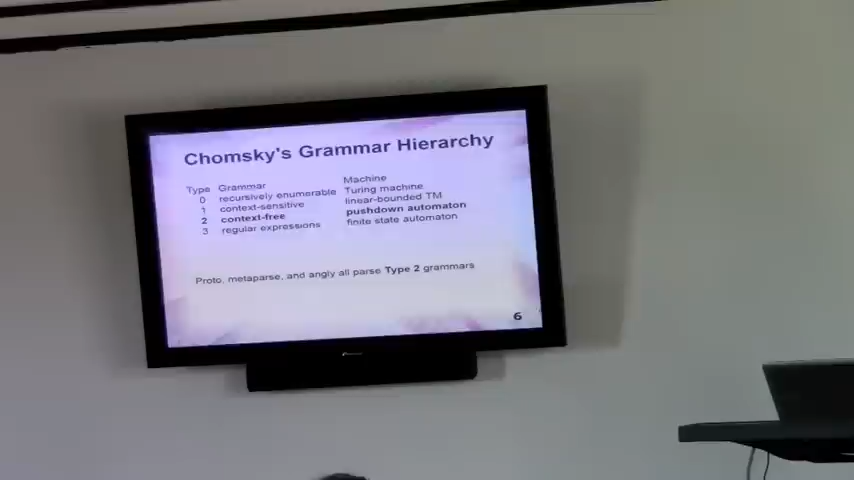 Chomsky's Grammar Hierarchy
Type Grammar Machine
0 recursively enumerable Turing machine
1 context-sensitive linear-bounded TM
2 context-free pushdown automaton
3 regular expressions finite state automaton
Proto, metaparse, and angly all parse Type 2 grammars
6